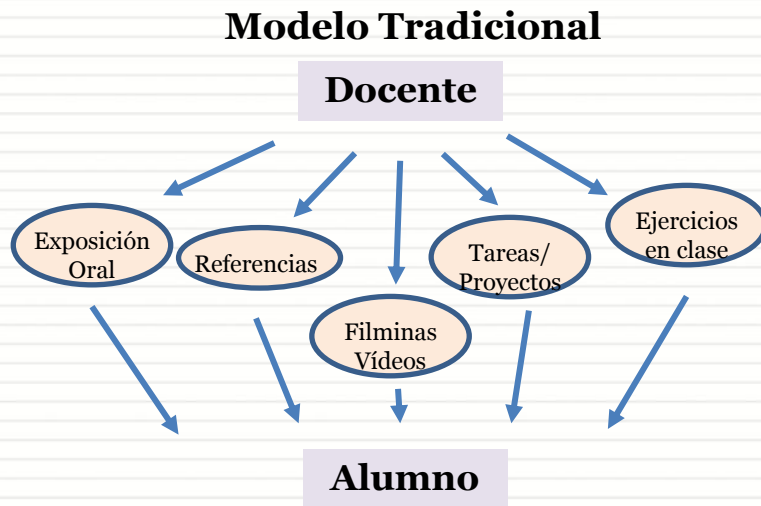 Modelo Tradicional
Docente
Exposición
Oral
Referencias
Filminas
Vídeos
Tareas/
Proyectos
Ejercicios
en clase
Alumno